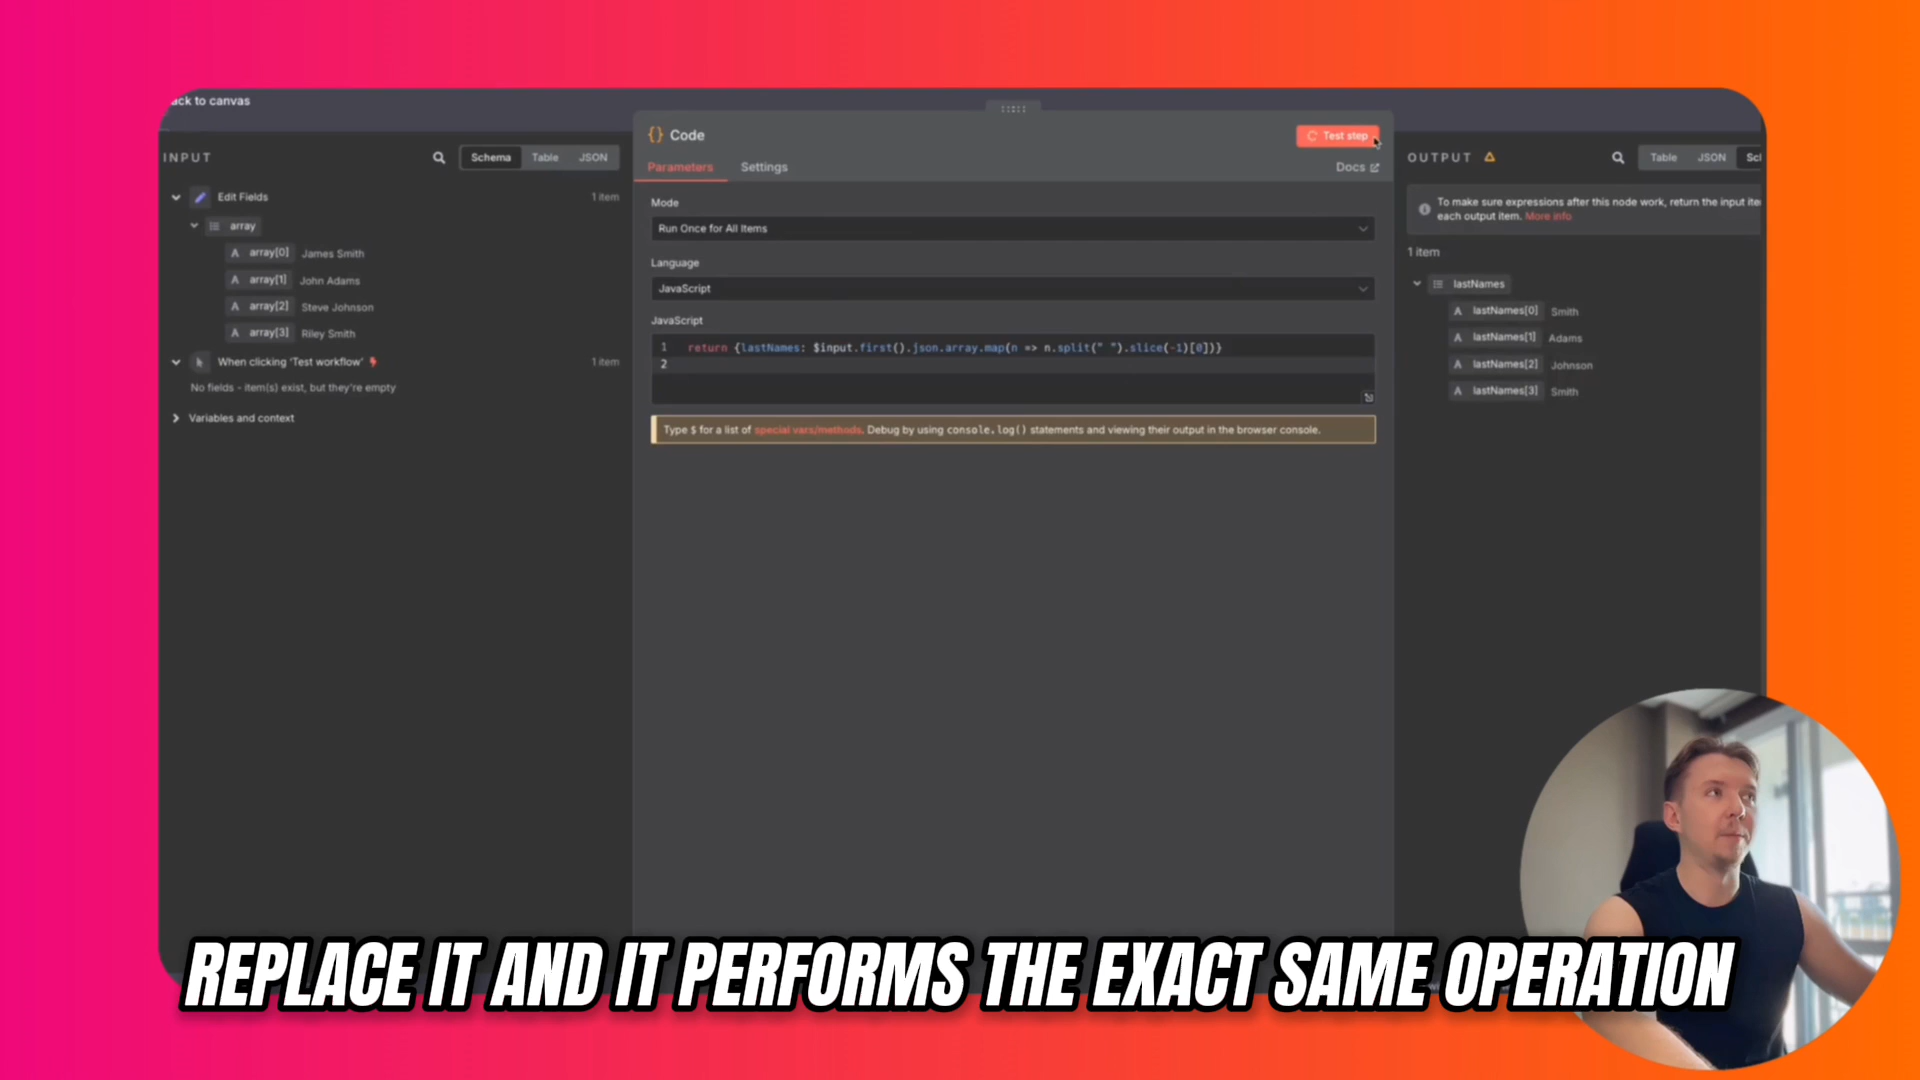 ack to canvas
INPUT
Schema
Table
JSON
Edit Fields
1 item
array
A array[0] James Smith
A array[1] John Adams
A array[2] Steve Johnson
A array[3] Riley Smith
When clicking 'Test workflow'
1 item
No fields - item(s) exist, but they're empty
Variables and context
{} Code
Test step
Parameters
Settings
Docs
Mode
Run Once for All Items
Language
JavaScript
JavaScript
1 return {lastNames: $input.first().json.array.map(n => n.split(" ").slice(-1)[0])}
2
Type $ for a list of special vars/methods. Debug by using console.log() statements and viewing their output in the browser console.
OUTPUT
Table
JSON
Sc
To make sure expressions after this node work, return the input ite
each output item. More info
1 item
lastNames
A lastNames[0] Smith
A lastNames[1] Adams
A lastNames[2] Johnson
A lastNames[3] Smith
REPLACE IT AND IT PERFORMS THE EXACT SAME OPERATION